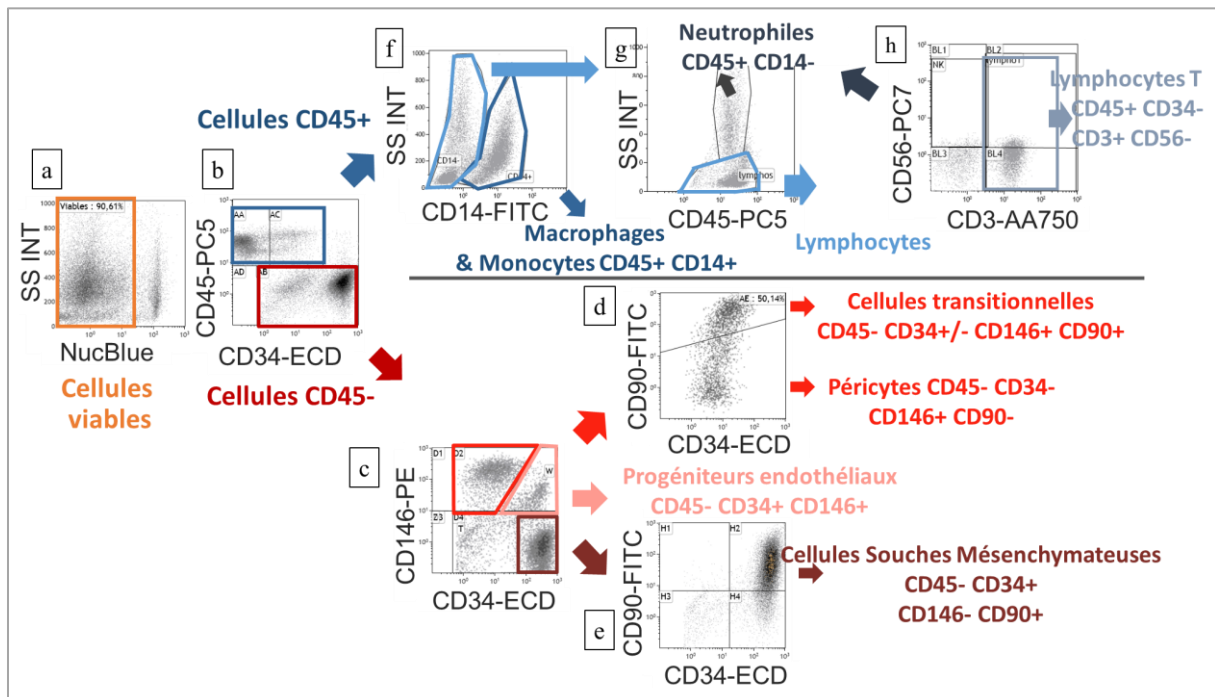 a
Viables : 90,61%
SS INT
NucBlue
Cellules
viables
b
Cellules CD45+
CD45-PC5
AA
AC
AD
AB
CD34-ECD
Cellules CD45-
f
SS INT
CD14-
CD14-FITC
Macrophages
& Monocytes CD45+ CD14+
g
Neutrophiles
CD45+ CD14-
SS INT
lymphos
CD45-PC5
Lymphocytes
h
BL1
BL2
NK
BL3
BL4
CD56-PC7
CD3-AA750
Lymphocytes T
CD45+ CD34-
CD3+ CD56-
c
CD146-PE
D1
D2
W
D4
T
CD34-ECD
d
AE : 50,14%
CD90-FITC
CD34-ECD
Cellules transitionnelles
CD45- CD34+/- CD146+ CD90+
Péricytes CD45- CD34-
CD146+ CD90-
Progéniteurs endothéliaux
CD45- CD34+ CD146+
e
H1
H2
H3
H4
CD90-FITC
CD34-ECD
Cellules Souches Mésenchymateuses
CD45- CD34+
CD146- CD90+